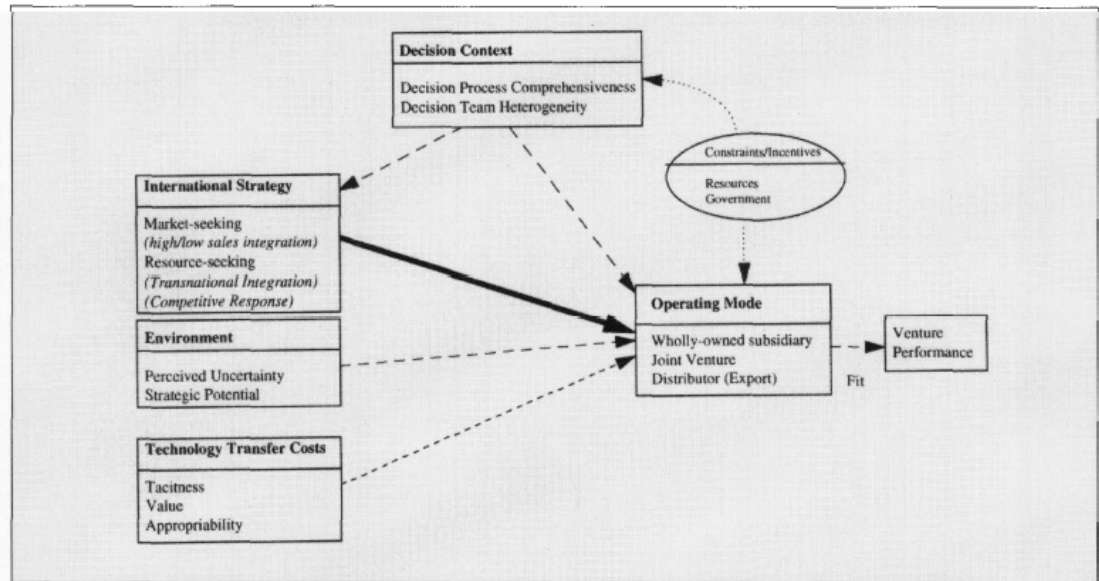 Decision Context
Decision Process Comprehensiveness
Decision Team Heterogeneity
Constraints/Incentives
Resources
Government
International Strategy
Market-seeking
(high/low sales integration)
Resource-seeking
(Transnational Integration)
(Competitive Response)
Environment
Perceived Uncertainty
Strategic Potential
Technology Transfer Costs
Tacitness
Value
Appropriability
Operating Mode
Wholly-owned subsidiary
Joint Venture
Distributor (Export)
Fit
Venture
Performance